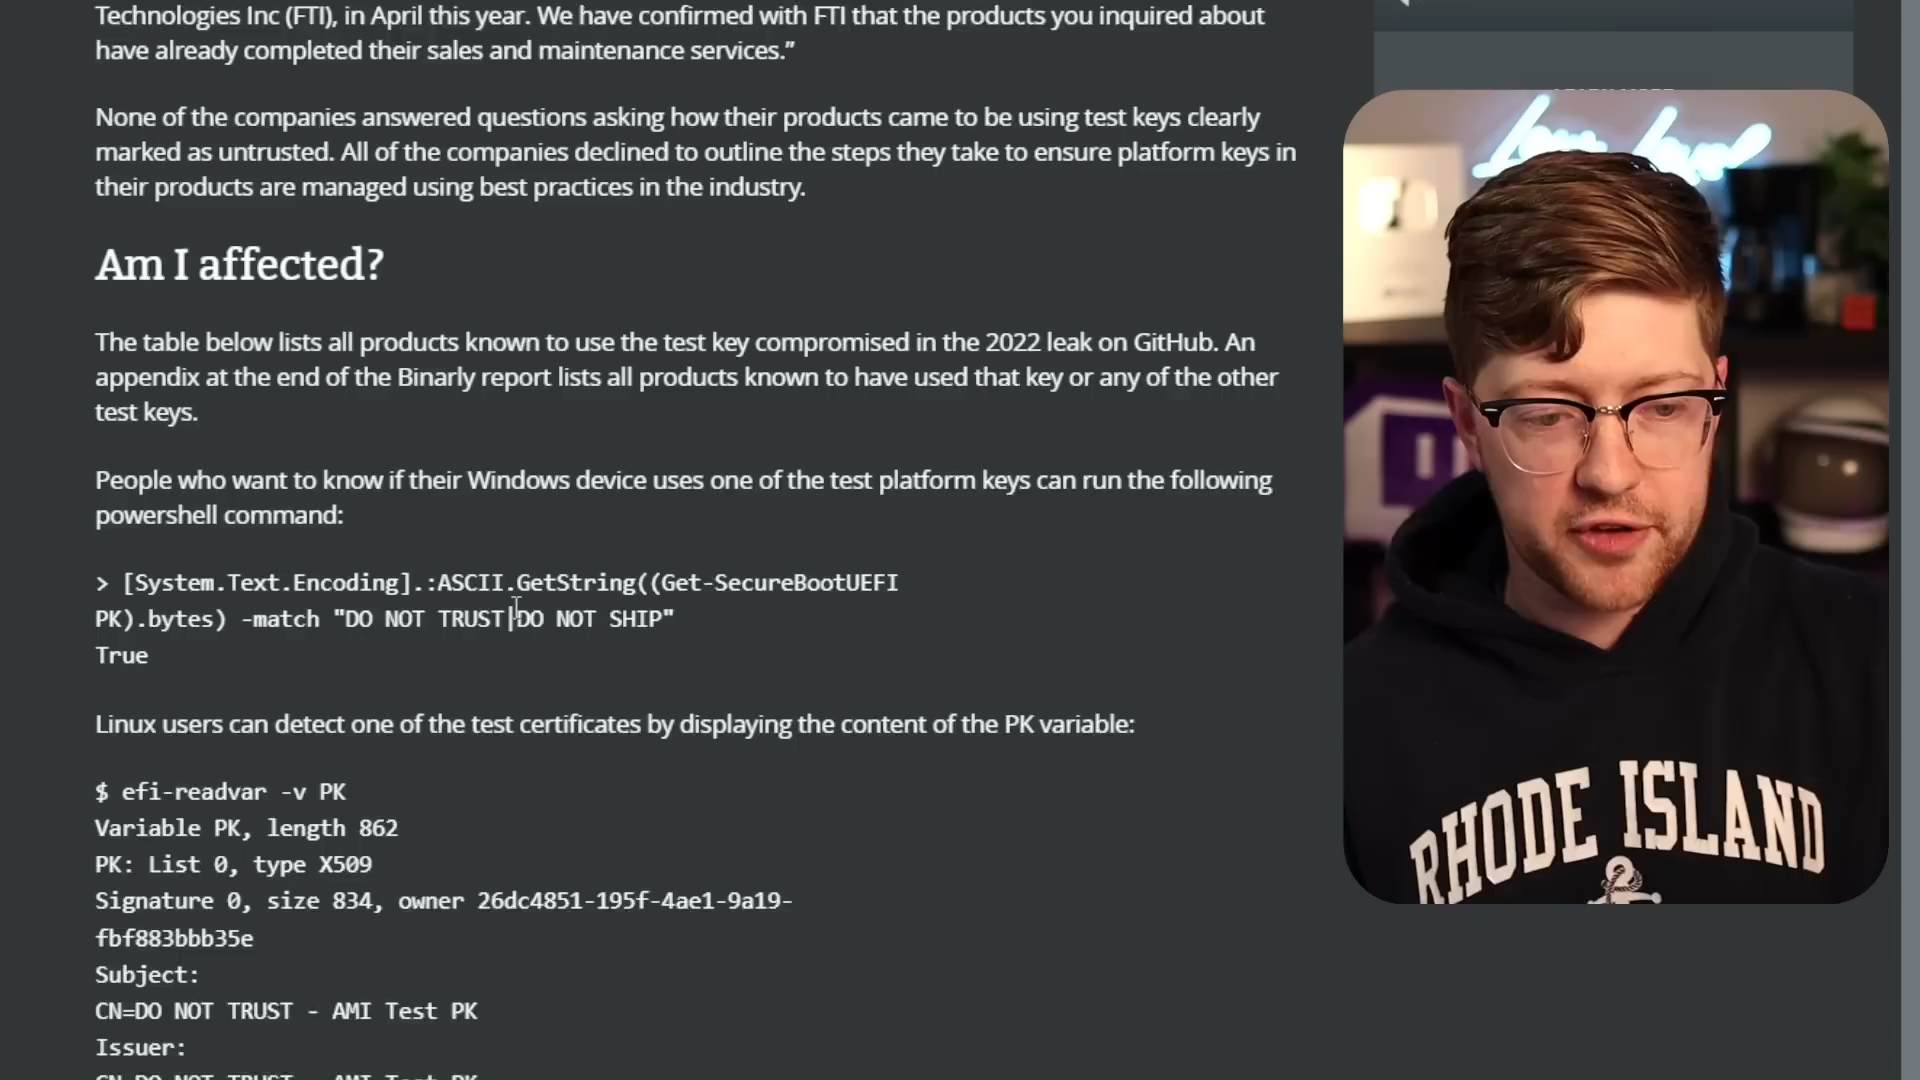 Technologies Inc (FTI), in April this year. We have confirmed with FTI that the products you inquired about
have already completed their sales and maintenance services.”
None of the companies answered questions asking how their products came to be using test keys clearly
marked as untrusted. All of the companies declined to outline the steps they take to ensure platform keys in
their products are managed using best practices in the industry.
Am I affected?
The table below lists all products known to use the test key compromised in the 2022 leak on GitHub. An
appendix at the end of the Binarly report lists all products known to have used that key or any of the other
test keys.
People who want to know if their Windows device uses one of the test platform keys can run the following
powershell command:
> [System.Text.Encoding].:ASCII.GetString((Get-SecureBootUEFI
PK).bytes) -match "DO NOT TRUST|DO NOT SHIP"
True
Linux users can detect one of the test certificates by displaying the content of the PK variable:
$ efi-readvar -v PK
Variable PK, length 862
PK: List 0, type X509
Signature 0, size 834, owner 26dc4851-195f-4ae1-9a19-
fbf883bbb35e
Subject:
CN=DO NOT TRUST - AMI Test PK
Issuer:
CN=DO NOT TRUST - AMI Test PK
RHODE ISLAND